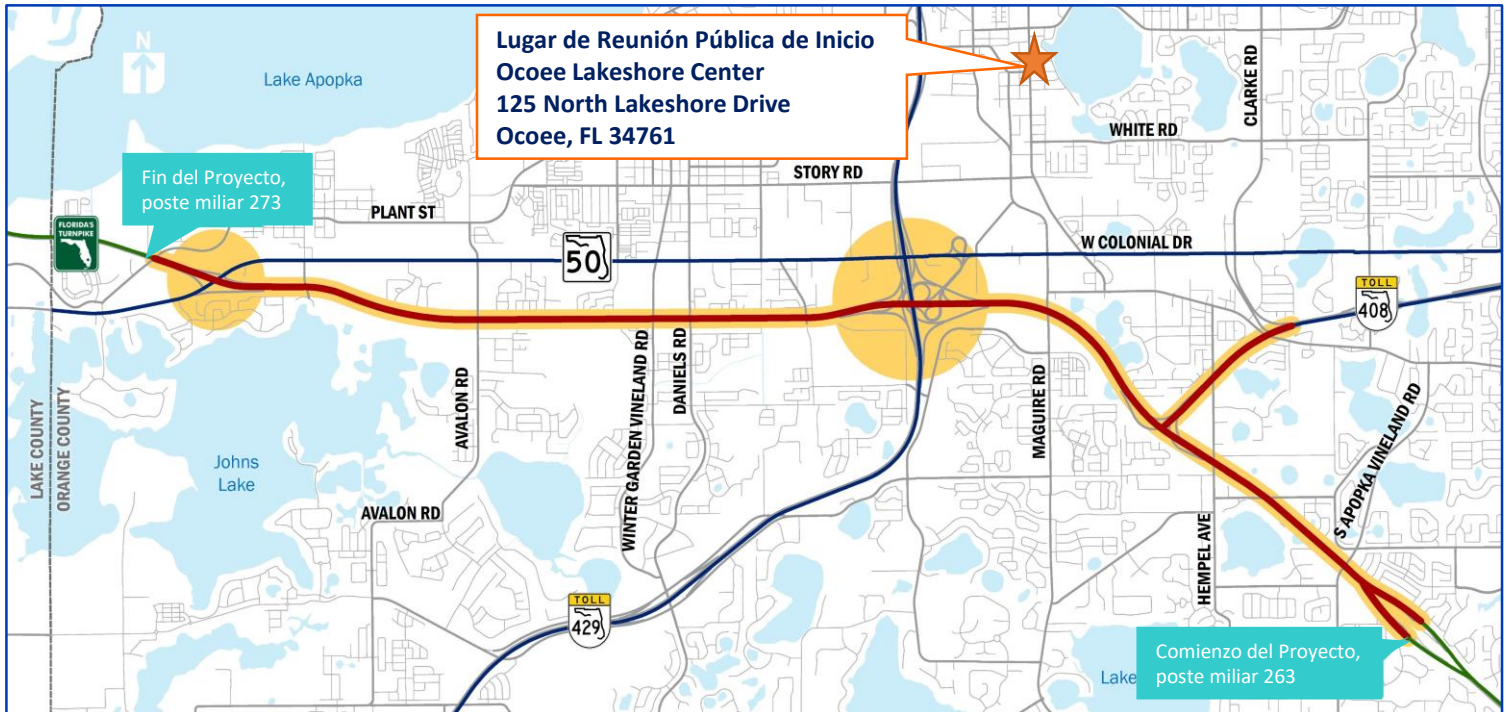 N
Lake Apopka
Lugar de Reunión Pública de Inicio
Ocoee Lakeshore Center
125 North Lakeshore Drive
Ocoee, FL 34761
CLARKE RD
WHITE RD
Fin del Proyecto,
poste miliar 273
STORY RD
PLANT ST
FLORIDA'S
TURNPIKE
50
W COLONIAL DR
TOLL
408
AVALON RD
WINTER GARDEN VINELAND RD
DANIELS RD
MAGUIRE RD
S APOPKA VINELAND RD
LAKE COUNTY
ORANGE COUNTY
Johns
Lake
AVALON RD
HEMPEL AVE
TOLL
429
Lake
Comienzo del Proyecto,
poste miliar 263